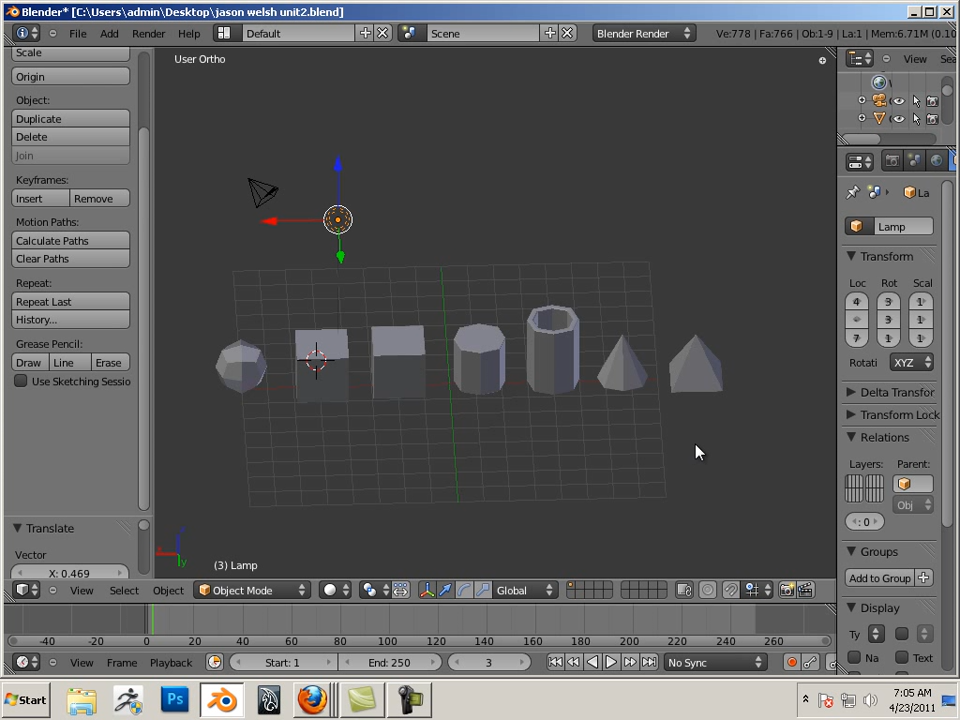 Blender* [C:\Users\admin\Desktop\jason welsh unit2.blend]
File Add Render Help Default Scene Blender Render Ve:778 | Fa:766 | Ob:1-9 | La:1 | Mem:6.71M (0.10
Scale
User Ortho
View Sea
Origin
Object:
Duplicate
Delete
Join
Keyframes:
Insert Remove
La
Motion Paths:
Lamp
Calculate Paths
Clear Paths
Transform
Repeat:
Loc Rot Scal
Repeat Last
4 3 1
History...
3 1
7 1 1
Grease Pencil:
Draw Line Erase
Rotati XYZ
Use Sketching Sessio
Delta Transfor
Transform Lock
Relations
Layers: Parent:
Obj
: 0
Translate
Groups
Vector
X: 0.469
(3) Lamp
Add to Group
View Select Object Object Mode Global
Display
Ty
-40 -20 0 20 40 60 80 100 120 140 160 180 200 220 240 260
Na Text
View Frame Playback Start: 1 End: 250 3 No Sync
Start Ps 7:05 AM
4/23/2011